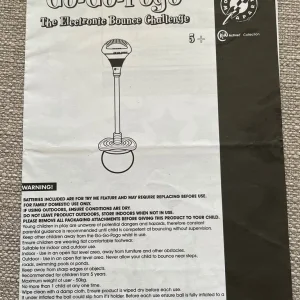 Go-Go-Pogo
The Electronic Bounce Challenge
5+
Collection
WARNING!
BATTERIES INCLUDED ARE FOR TRY ME FEATURE AND MAY REQUIRE REPLACING BEFORE USE.
FOR FAMILY DOMESTIC USE ONLY.
IF USING OUTDOORS, ENSURE CONDITIONS ARE DRY.
DO NOT LEAVE PRODUCT OUTDOORS, STORE INDOORS WHEN NOT IN USE.
PLEASE REMOVE ALL PACKAGING ATTACHMENTS BEFORE GIVING THIS PRODUCT TO YOUR CHILD.
Young children in play are unaware of potential dangers and hazards, therefore constant
parental guidance is recommended until child is competent at bouncing without supervision.
Keep other children away from the Go-Go-Pogo whilst in use.
Ensure children are wearing flat comfortable footwear.
Suitable for indoor and outdoor use.
Indoor - Use in an open flat level area, away from furniture and other obstacles.
Outdoor - Use in an open flat level area. Never allow your child to bounce near steps,
roads, swimming pools or ponds.
Keep away from sharp edges or objects.
Recommended for children from 5 years.
Maximum weight of user - 50kg.
No more than 1 child at any one time.
Wipe clean with a damp cloth. Ensure product is wiped dry before each use.
If under inflated the ball could slip from it's holder. Before each use ensure ball is fully inflated to a